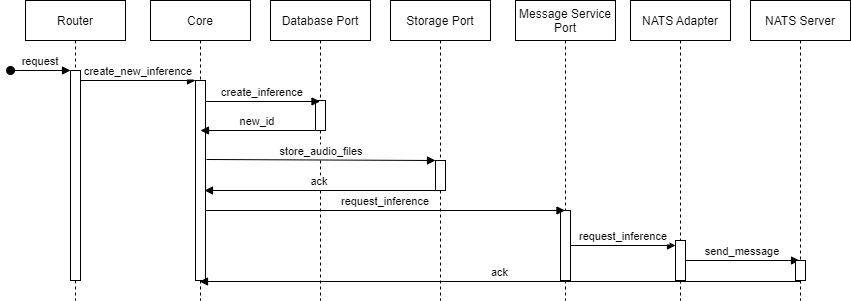 Router
Core
Database Port
Storage Port
Message Service
Port
NATS Adapter
NATS Server
request
create_new_inference
create_inference
new_id
store_audio_files
ack
request_inference
request_inference
send_message
ack